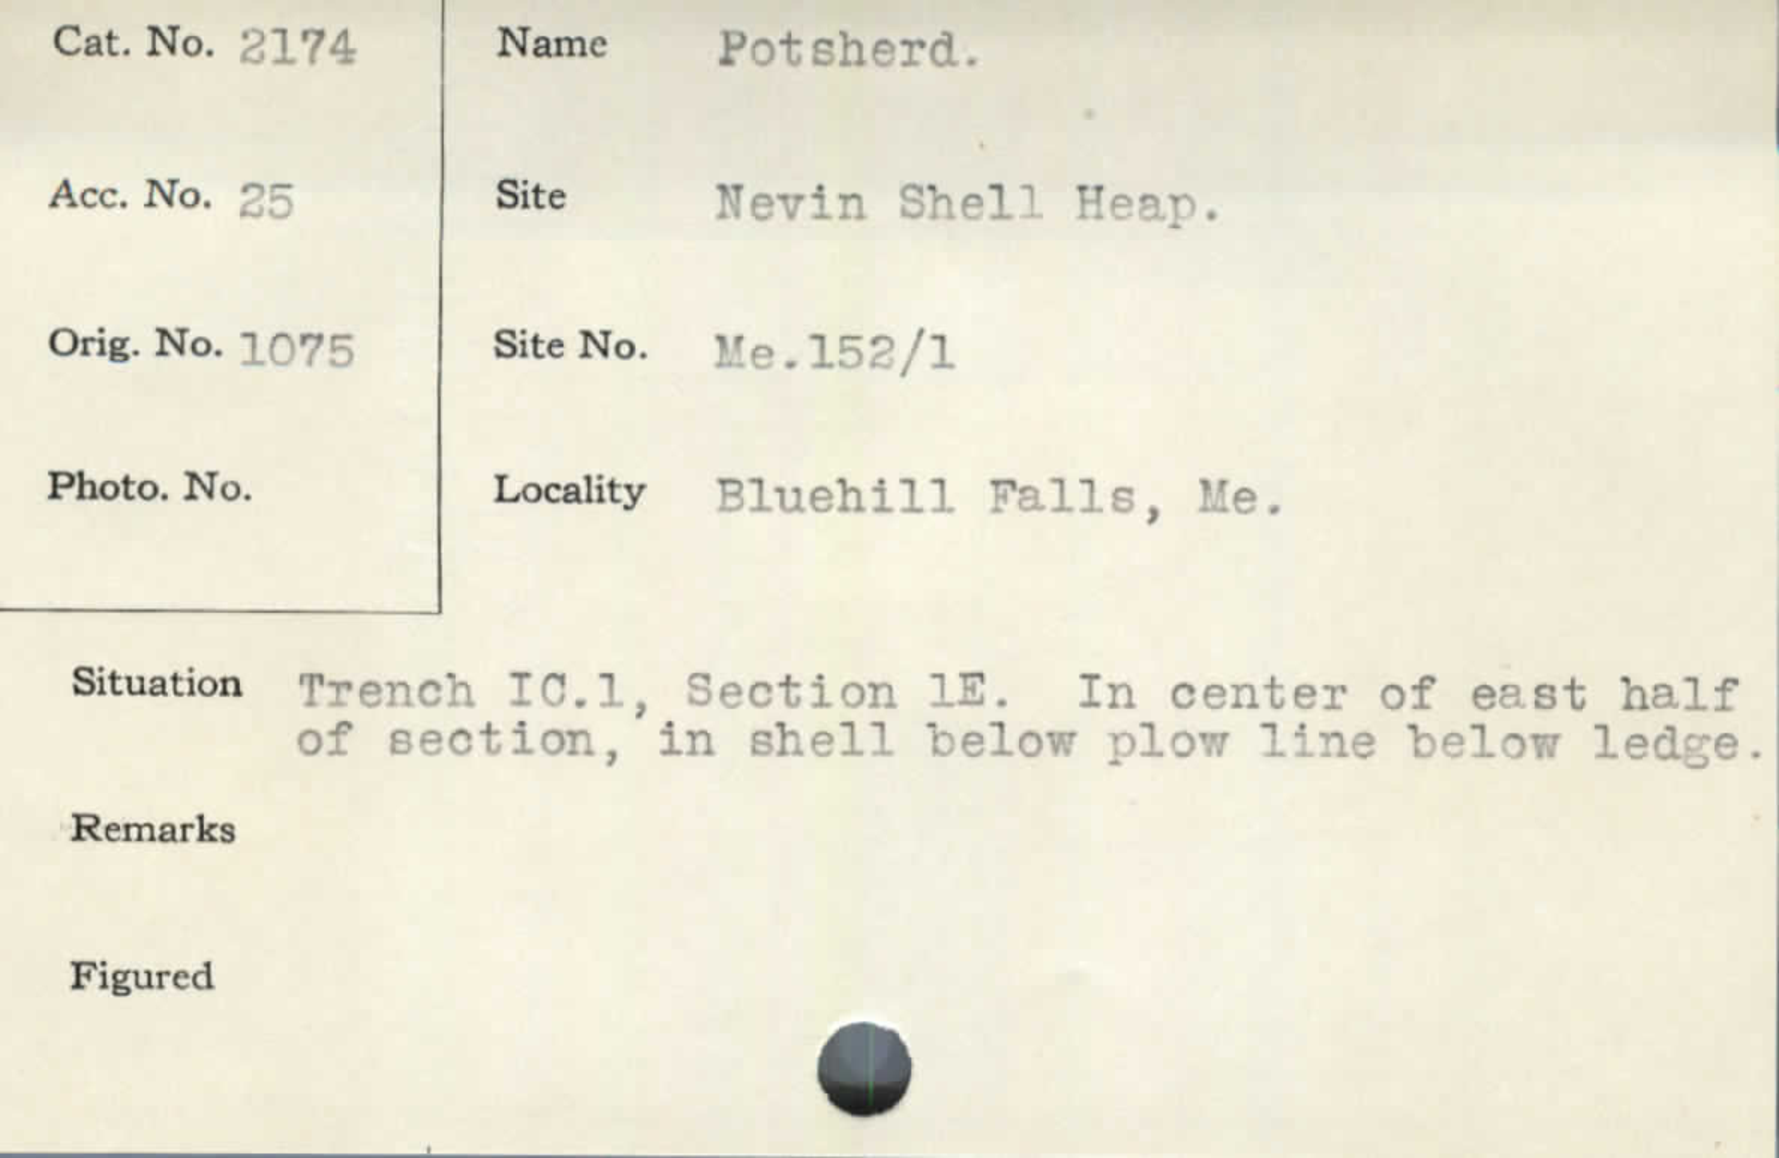 Cat. No. 2174
Name Potsherd.
Acc. No. 25
Site Nevin Shell Heap.
Orig. No. 1075
Site No. Me.152/1
Photo. No.
Locality Bluehill Falls, Me.
Situation Trench IC.1, Section 1E. In center of east half
of section, in shell below plow line below ledge.
Remarks
Figured